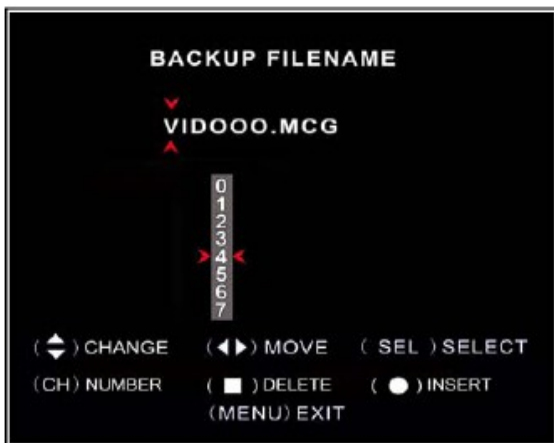 BACKUP FILENAME
VIDOOO.MCG
0
1
2
3
4
5
6
7
( ) CHANGE ( ) MOVE ( SEL ) SELECT
(CH) NUMBER ( ) DELETE ( ) INSERT
(MENU) EXIT